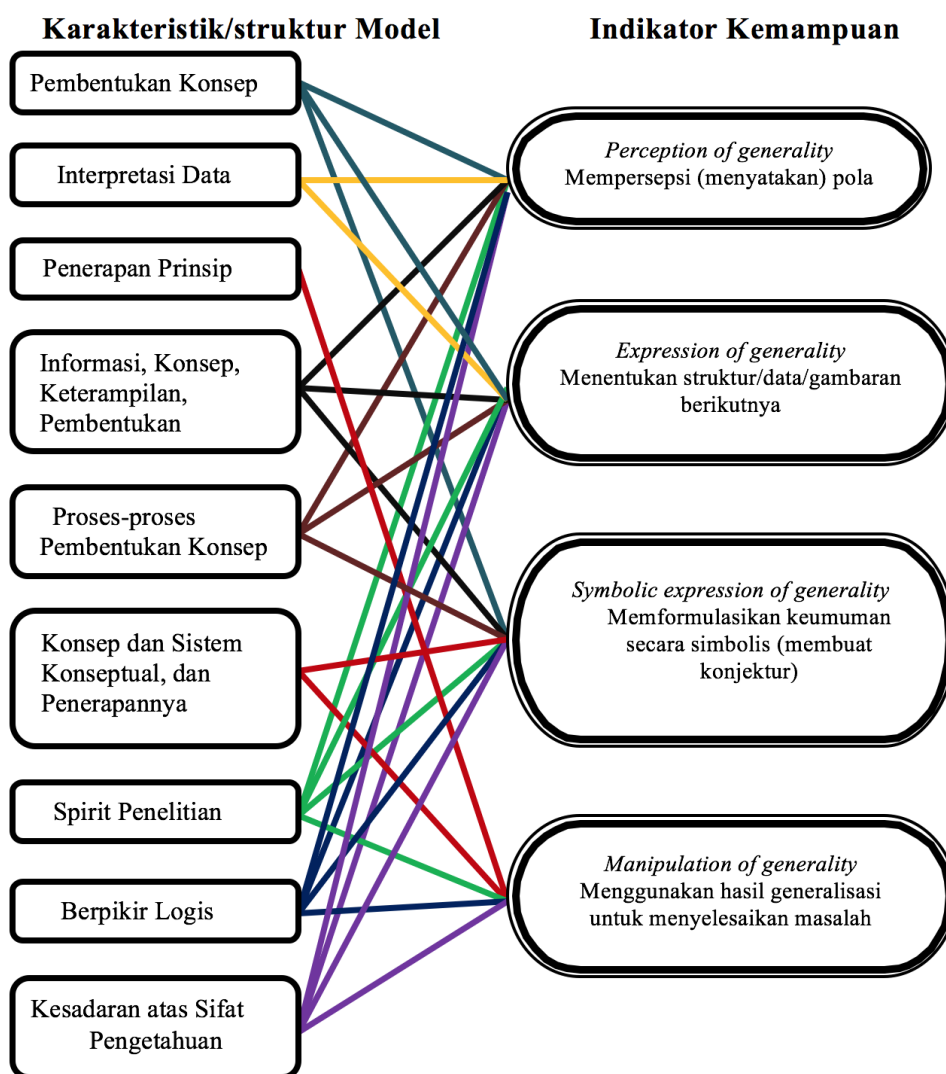 Karakteristik/struktur Model
Pembentukan Konsep
Interpretasi Data
Penerapan Prinsip
Informasi, Konsep,
Keterampilan,
Pembentukan
Proses-proses
Pembentukan Konsep
Konsep dan Sistem
Konseptual, dan
Penerapannya
Spirit Penelitian
Berpikir Logis
Kesadaran atas Sifat
Pengetahuan
Indikator Kemampuan
Perception of generality
Mempersepsi (menyatakan) pola
Expression of generality
Menentukan struktur/data/gambaran
berikutnya
Symbolic expression of generality
Memformulasikan keumuman
secara simbolis (membuat
konjektur)
Manipulation of generality
Menggunakan hasil generalisasi
untuk menyelesaikan masalah